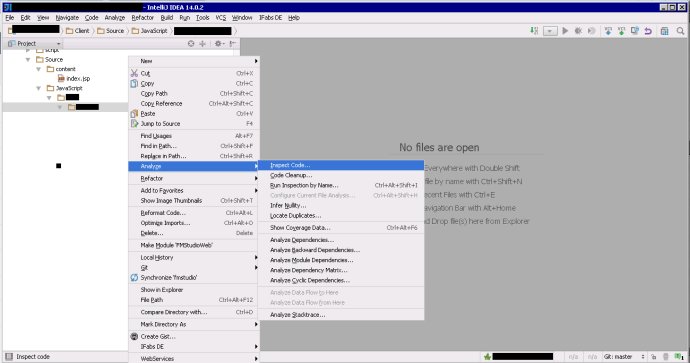 - IntelliJ IDEA 14.0.2
File Edit View Navigate Code Analyze Refactor Build Run Tools VCS Window IFabs DE Help
Client Source JavaScript
Project
script
Source
content
index.jsp
JavaScript
New
Cut Ctrl+X
Copy Ctrl+C
Copy Path Ctrl+Shift+C
Copy Reference Ctrl+Alt+Shift+C
Paste Ctrl+V
Jump to Source F4
Find Usages Alt+F7
Find in Path... Ctrl+Shift+F
Replace in Path... Ctrl+Shift+R
Analyze
Refactor
Add to Favorites
Show Image Thumbnails Ctrl+Shift+T
Reformat Code... Ctrl+Alt+L
Optimize Imports... Ctrl+Alt+O
Delete... Delete
Make Module 'FMStudioWeb'
Local History
Git
Synchronize 'fmstudio'
Show in Explorer
File Path Ctrl+Alt+F12
Compare Directory with... Ctrl+D
Mark Directory As
Create Gist...
IFabs DE
WebServices
Inspect Code...
Code Cleanup...
Run Inspection by Name... Ctrl+Alt+Shift+I
Configure Current File Analysis... Ctrl+Alt+Shift+H
Infer Nullity...
Locate Duplicates...
Show Coverage Data... Ctrl+Alt+F6
Analyze Dependencies...
Analyze Backward Dependencies...
Analyze Module Dependencies...
Analyze Dependency Matrix...
Analyze Cyclic Dependencies...
Analyze Data Flow to Here
Analyze Data Flow from Here
Analyze Stacktrace...
No files are open
Everywhere with Double Shift
file by name with Ctrl+Shift+N
Recent Files with Ctrl+E
Navigation Bar with Alt+Home
nd Drop file(s) here from Explorer
Inspect code
n/a n/a Git: master